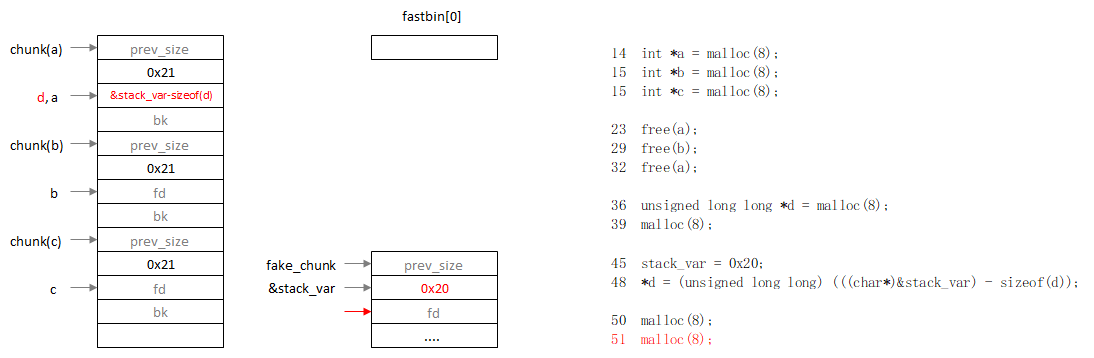 fastbin[0]
chunk(a)
prev_size
0x21
d, a
&stack_var-sizeof(d)
bk
chunk(b)
prev_size
0x21
b
fd
bk
chunk(c)
prev_size
0x21
c
fd
bk
fake_chunk
prev_size
&stack_var
0x20
fd
....
14 int *a = malloc(8);
15 int *b = malloc(8);
15 int *c = malloc(8);
23 free(a);
29 free(b);
32 free(a);
36 unsigned long long *d = malloc(8);
39 malloc(8);
45 stack_var = 0x20;
48 *d = (unsigned long long) (((char*)&stack_var) - sizeof(d));
50 malloc(8);
51 malloc(8);